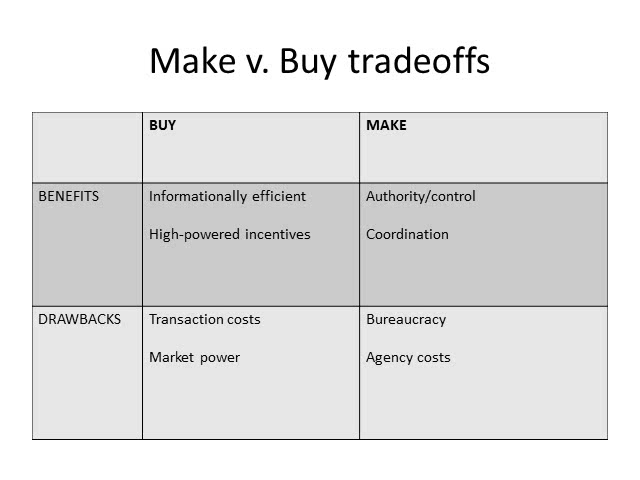 Make v. Buy tradeoffs
BUY
MAKE
BENEFITS
Informationally efficient
High-powered incentives
Authority/control
Coordination
DRAWBACKS
Transaction costs
Market power
Bureaucracy
Agency costs